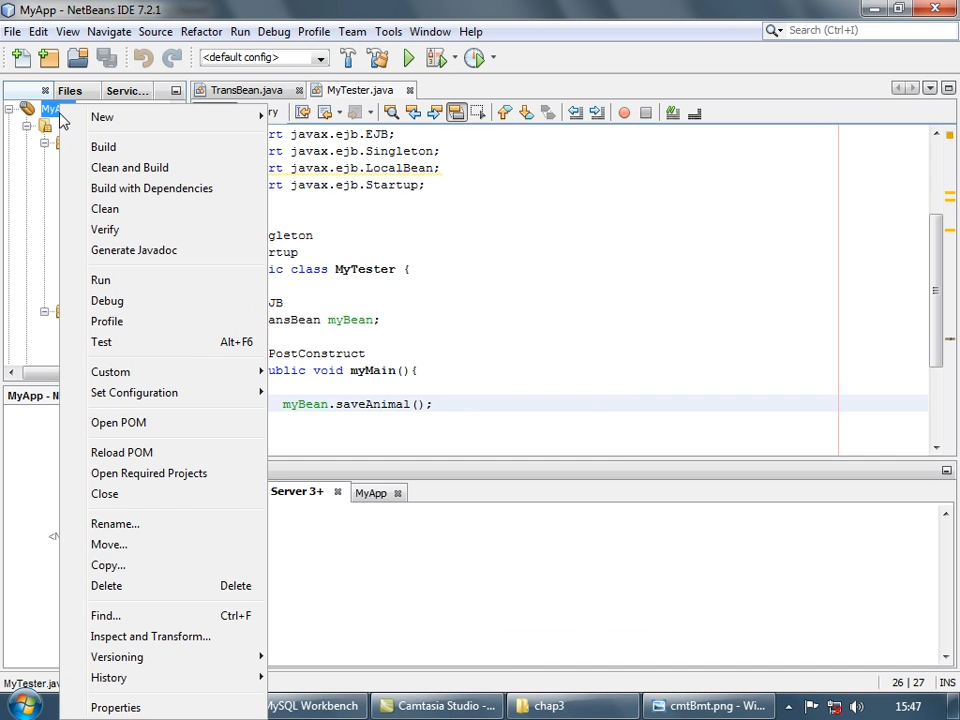 MyApp - NetBeans IDE 7.2.1
File Edit View Navigate Source Refactor Run Debug Profile Team Tools Window Help
Search (Ctrl+I)
<default config>
Files Servic... TransBean.java MyTester.java
MyA
New
Build
Clean and Build
Build with Dependencies
Clean
Verify
Generate Javadoc
Run
Debug
Profile
Test Alt+F6
Custom
Set Configuration
Open POM
Reload POM
Open Required Projects
Close
Rename...
Move...
Copy...
Delete Delete
Find... Ctrl+F
Inspect and Transform...
Versioning
History
Properties
ry
rt javax.ejb.EJB;
rt javax.ejb.Singleton;
rt javax.ejb.LocalBean;
rt javax.ejb.Startup;
gleton
rtup
ic class MyTester {
JB
ansBean myBean;
PostConstruct
ublic void myMain(){
myBean.saveAnimal();
MyApp - N
<N
Server 3+ MyApp
MyTester.jav
26 | 27 INS
MySQL Workbench
Camtasia Studio -...
chap3
cmtBmt.png - Win...
15:47